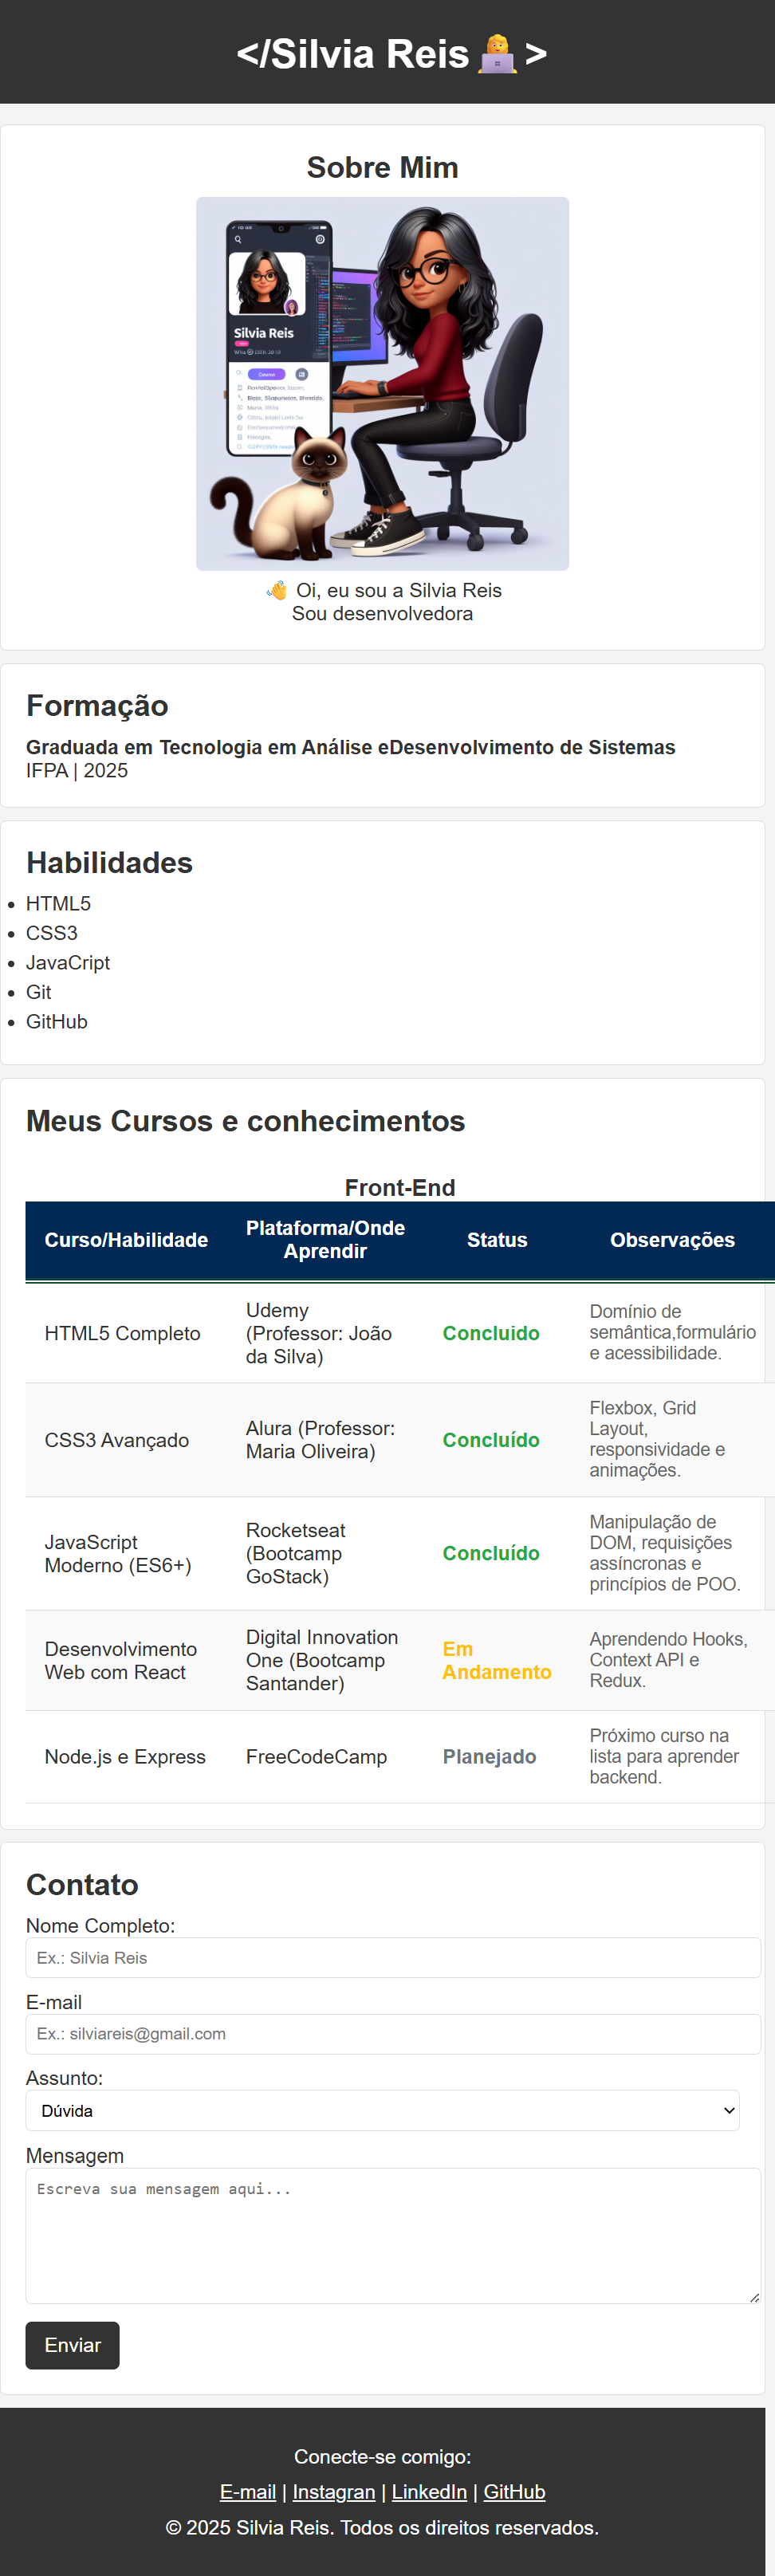 </Silvia Reis👩‍💻>
Sobre Mim
Silvia Reis
👋 Oi, eu sou a Silvia Reis
Sou desenvolvedora
Formação
Graduada em Tecnologia em Análise eDesenvolvimento de Sistemas
IFPA | 2025
Habilidades
HTML5
CSS3
JavaCript
Git
GitHub
Meus Cursos e conhecimentos
Front-End
Curso/Habilidade
Plataforma/Onde
Aprendir
Status
Observações
HTML5 Completo
Udemy
(Professor: João
da Silva)
Concluído
Domínio de
semântica,formulário
e acessibilidade.
CSS3 Avançado
Alura (Professor:
Maria Oliveira)
Concluído
Flexbox, Grid
Layout,
responsividade e
animações.
JavaScript
Moderno (ES6+)
Rocketseat
(Bootcamp
GoStack)
Concluído
Manipulação de
DOM, requisições
assíncronas e
princípios de POO.
Desenvolvimento
Web com React
Digital Innovation
One (Bootcamp
Santander)
Em
Andamento
Aprendendo Hooks,
Context API e
Redux.
Node.js e Express
FreeCodeCamp
Planejado
Próximo curso na
lista para aprender
backend.
Contato
Nome Completo:
Ex.: Silvia Reis
E-mail
Ex.: silviareis@gmail.com
Assunto:
Dúvida
Mensagem
Escreva sua mensagem aqui...
Enviar
Conecte-se comigo:
E-mail | Instagran | LinkedIn | GitHub
© 2025 Silvia Reis. Todos os direitos reservados.